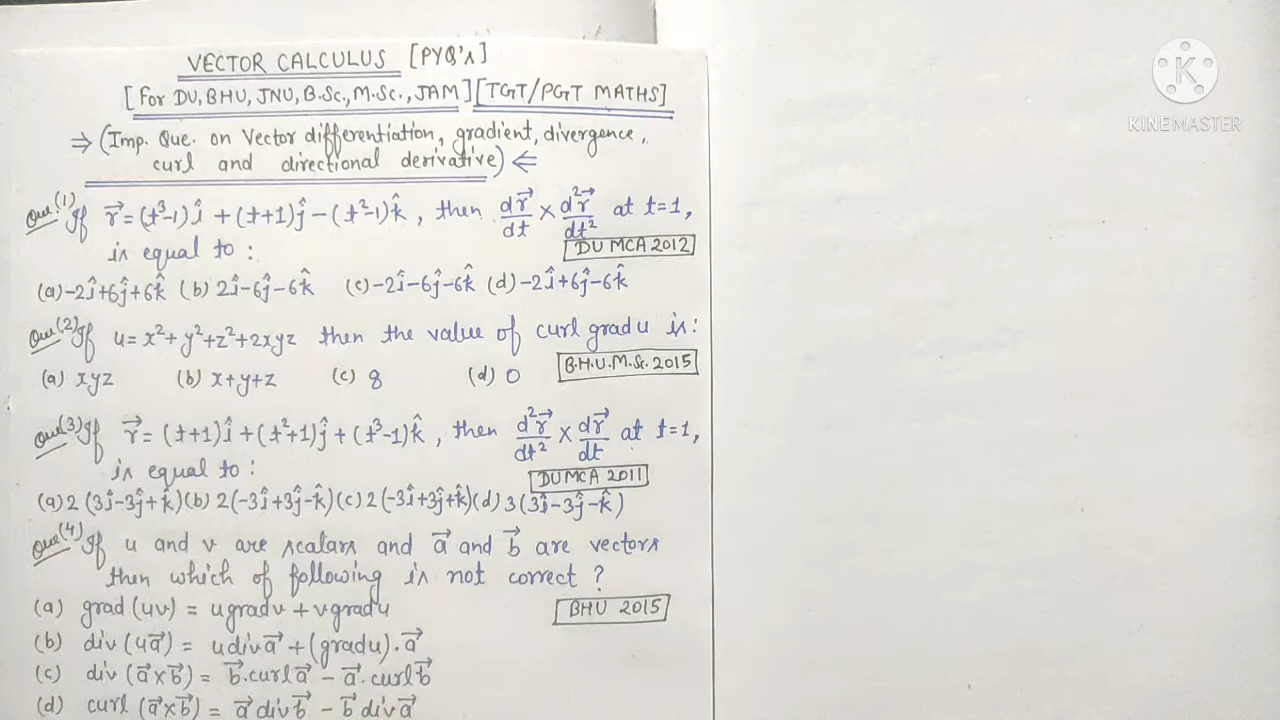 VECTOR CALCULUS [PYQ's]
[For DU, BHU, JNU, B.Sc., M.Sc., JAM] [TGT/PGT MATHS]
⇒ (Imp. Que. on Vector differentiation, gradient, divergence,
curl and directional derivative) ⇐
Que(1) If r⃗ = (t³-1)î + (t+1)ĵ - (t²-1)k̂, then dr⃗/dt × d²r⃗/dt² at t=1,
is equal to :
DU MCA 2012
(a) -2î+6ĵ+6k̂ (b) 2î-6ĵ-6k̂ (c) -2î-6ĵ-6k̂ (d) -2î+6ĵ-6k̂
Que(2) If u = x²+y²+z²+2xyz then the value of curl grad u is:
B.H.U. M.Sc. 2015
(a) xyz (b) x+y+z (c) 8 (d) 0
Que(3) If r⃗ = (t+1)î + (t²+1)ĵ + (t³-1)k̂, then d²r⃗/dt² × dr⃗/dt at t=1,
is equal to :
DU MCA 2011
(a) 2(3î-3ĵ+k̂) (b) 2(-3î+3ĵ-k̂) (c) 2(-3î+3ĵ+k̂) (d) 3(3î-3ĵ-k̂)
Que(4) If u and v are scalars and a⃗ and b⃗ are vectors
then which of following is not correct ?
(a) grad (uv) = u grad v + v grad u
BHU 2015
(b) div (ua⃗) = u div a⃗ + (grad u) . a⃗
(c) div (a⃗×b⃗) = b⃗ . curl a⃗ - a⃗ . curl b⃗
(d) curl (a⃗×b⃗) = a⃗ div b⃗ - b⃗ div a⃗
K
KINEMASTER